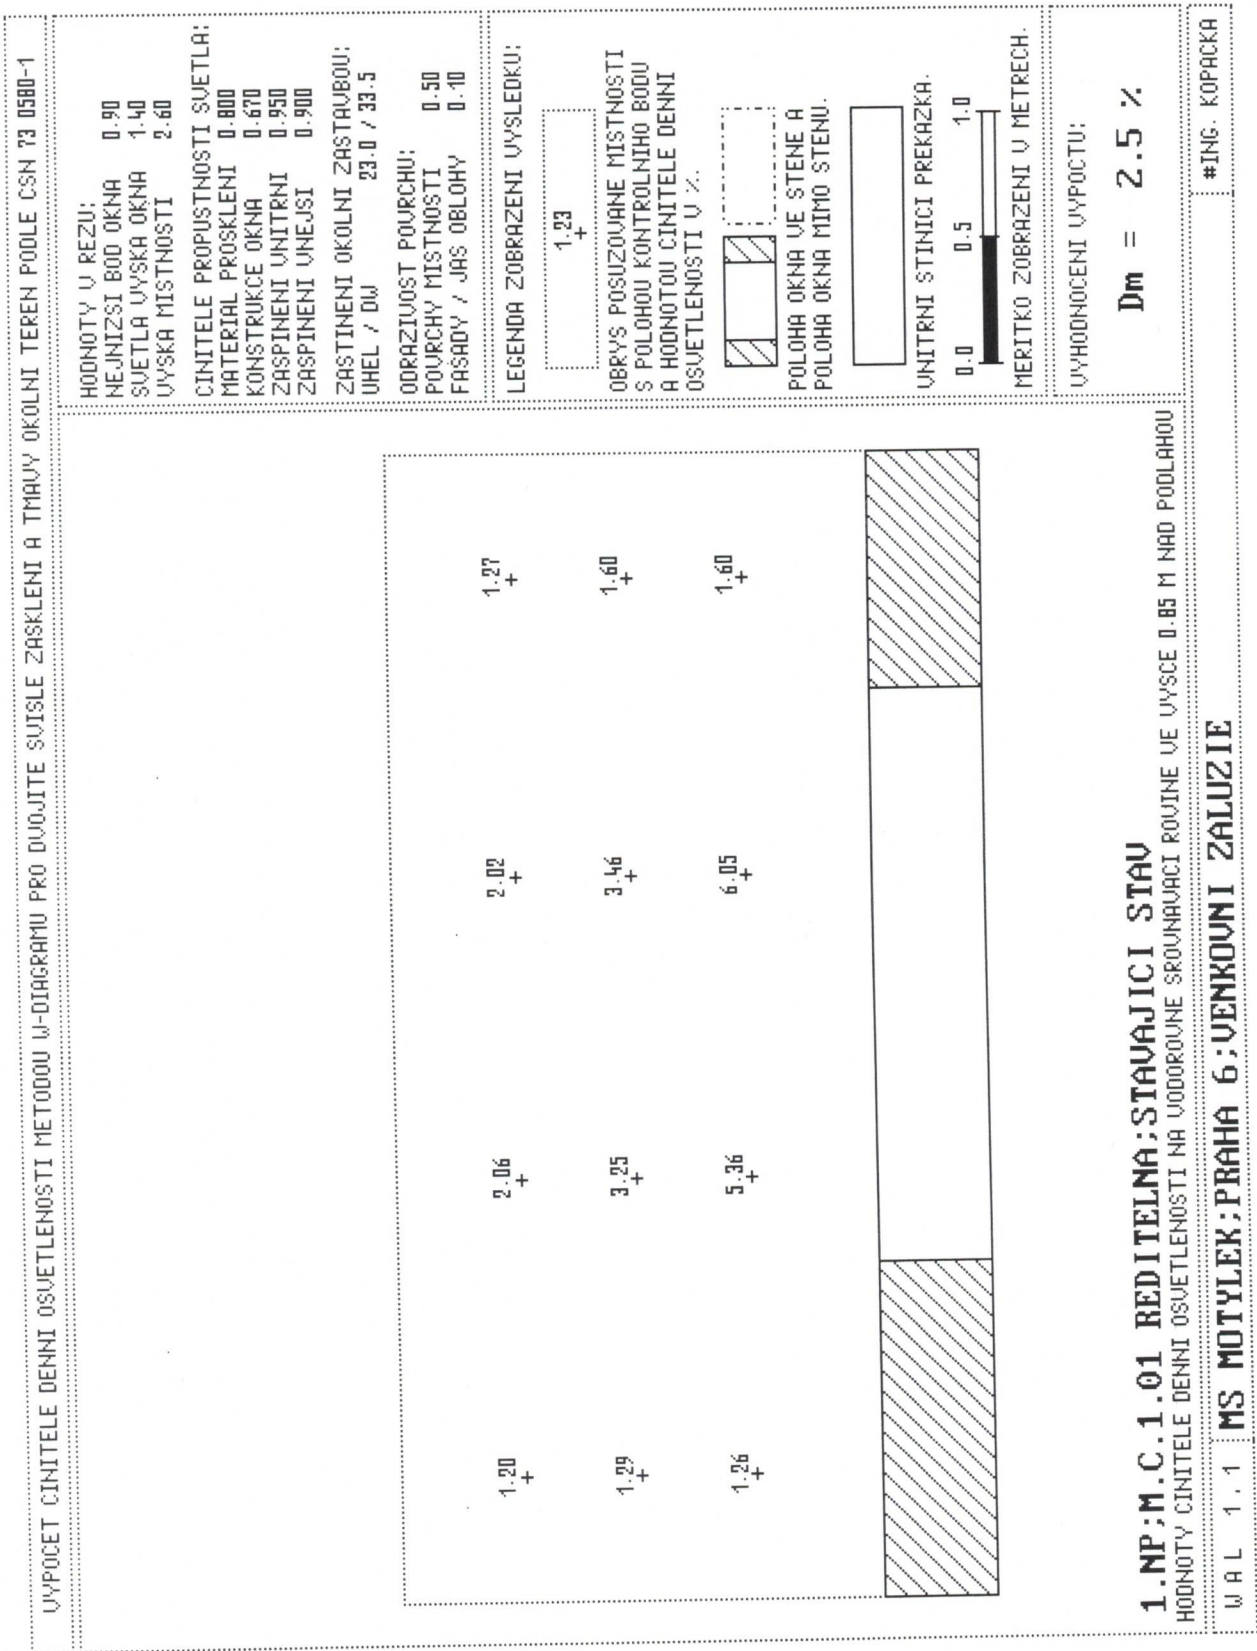 VYPOCET CINITELE DENNI OSVETLENOSTI METODOU W-DIAGRAMU PRO DVOJITE SVISLE ZASKLENI A TMAVY OKOLNI TEREN PODLE CSN 73 0580-1
HODNOTY V REZU:
NEJNIZSI BOD OKNA 0.90
SVETLA VYSKA OKNA 1.40
VYSKA MISTNOSTI 2.60
CINITELE PROPUSTNOSTI SVETLA:
MATERIAL PROSKLENI 0.800
KONSTRUKCE OKNA 0.670
ZASPINENI VNITRNI 0.950
ZASPINENI VNEJSI 0.900
ZASTINENI OKOLNI ZASTAVBOU:
UHEL / DW 23.0 / 33.5
ODRAZIVOST POVRCHU:
POVRCHY MISTNOSTI 0.50
FASADY / JAS OBLOHY 0.10
LEGENDA ZOBRAZENI VYSLEDKU:
1.23
+
OBRYS POSUZOVANE MISTNOSTI
S POLOHOU KONTROLNIHO BODU
A HODNOTOU CINITELE DENNI
OSVETLENOSTI V %.
POLOHA OKNA VE STENE A
POLOHA OKNA MIMO STENU.
VNITRNI STINICI PREKAZKA.
0.0 0.5 1.0
MERITKO ZOBRAZENI V METRECH.
VYHODNOCENI VYPOCTU:
Dm = 2.5 %
1.20 2.06 2.02 1.27
+ + + +
1.29 3.25 3.46 1.60
+ + + +
1.26 5.36 6.05 1.60
+ + + +
1.NP;M.C.1.01 REDITELNA;STAVAJICI STAV
HODNOTY CINITELE DENNI OSVETLENOSTI NA VODOROVNE SROVNAVACI ROVINE VE VYSCE 0.85 M NAD PODLAHOU
WAL 1.1 MS MOTYLEK;PRAHA 6;VENKOVNI ZALUZIE #ING. KOPACKA